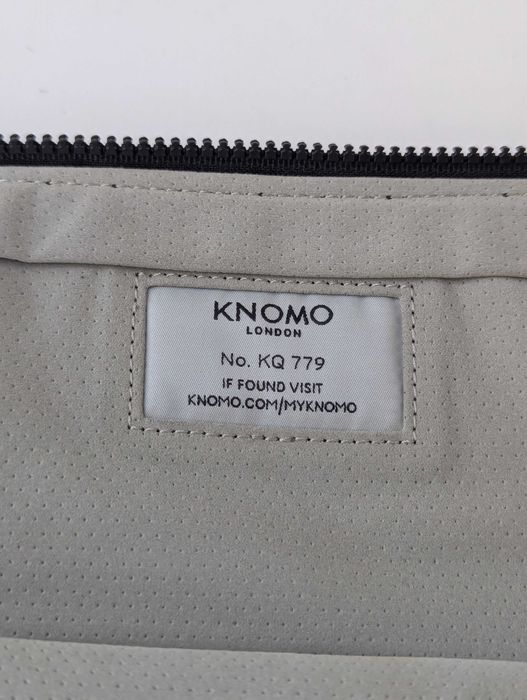 KNOMO
LONDON
No. KQ 779
IF FOUND VISIT
KNOMO.COM/MYKNOMO